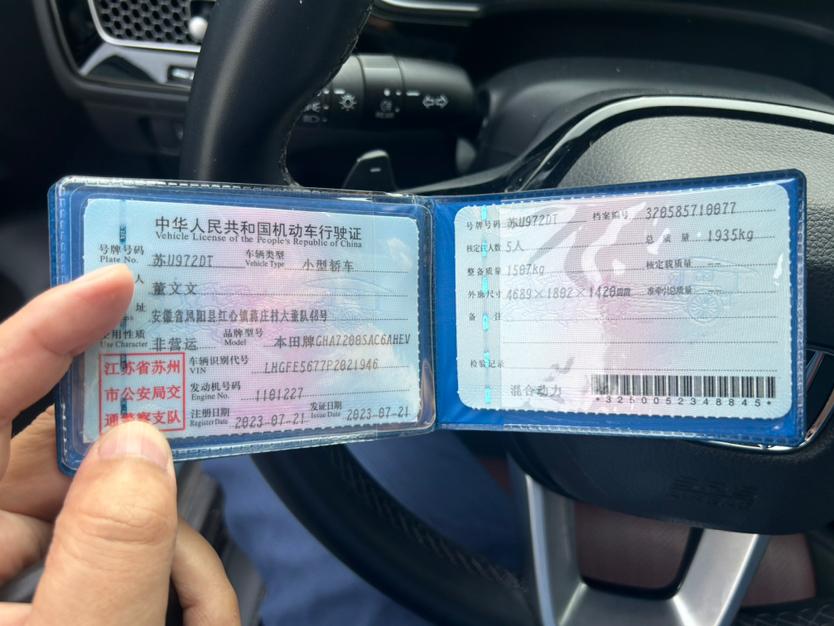 中华人民共和国机动车行驶证
Vehicle License of the People's Republic of China
号牌号码 苏U972DT 车辆类型 小型轿车
Plate No. Vehicle Type
人 董文文
址 安徽省凤阳县红心镇蒋庄村大董队48号
使用性质 非营运 品牌型号 本田牌GHA7200SAC6AHEV
Use Character Model
江苏省苏州
市公安局交
通警察支队
车辆识别代号 LHGFE5677P2021946
VIN
发动机号码 1101227
Engine No.
注册日期 2023-07-21 发证日期 2023-07-21
Register Date Issue Date
号牌号码 苏U972DT 档案编号 320585710077
核定载人数 5人 总质量 1935kg
整备质量 1507kg 核定载质量 --
外廓尺寸 4689×1802×1420mm 准牵引总质量 --
备注
检验记录
混合动力
*3250052348845*